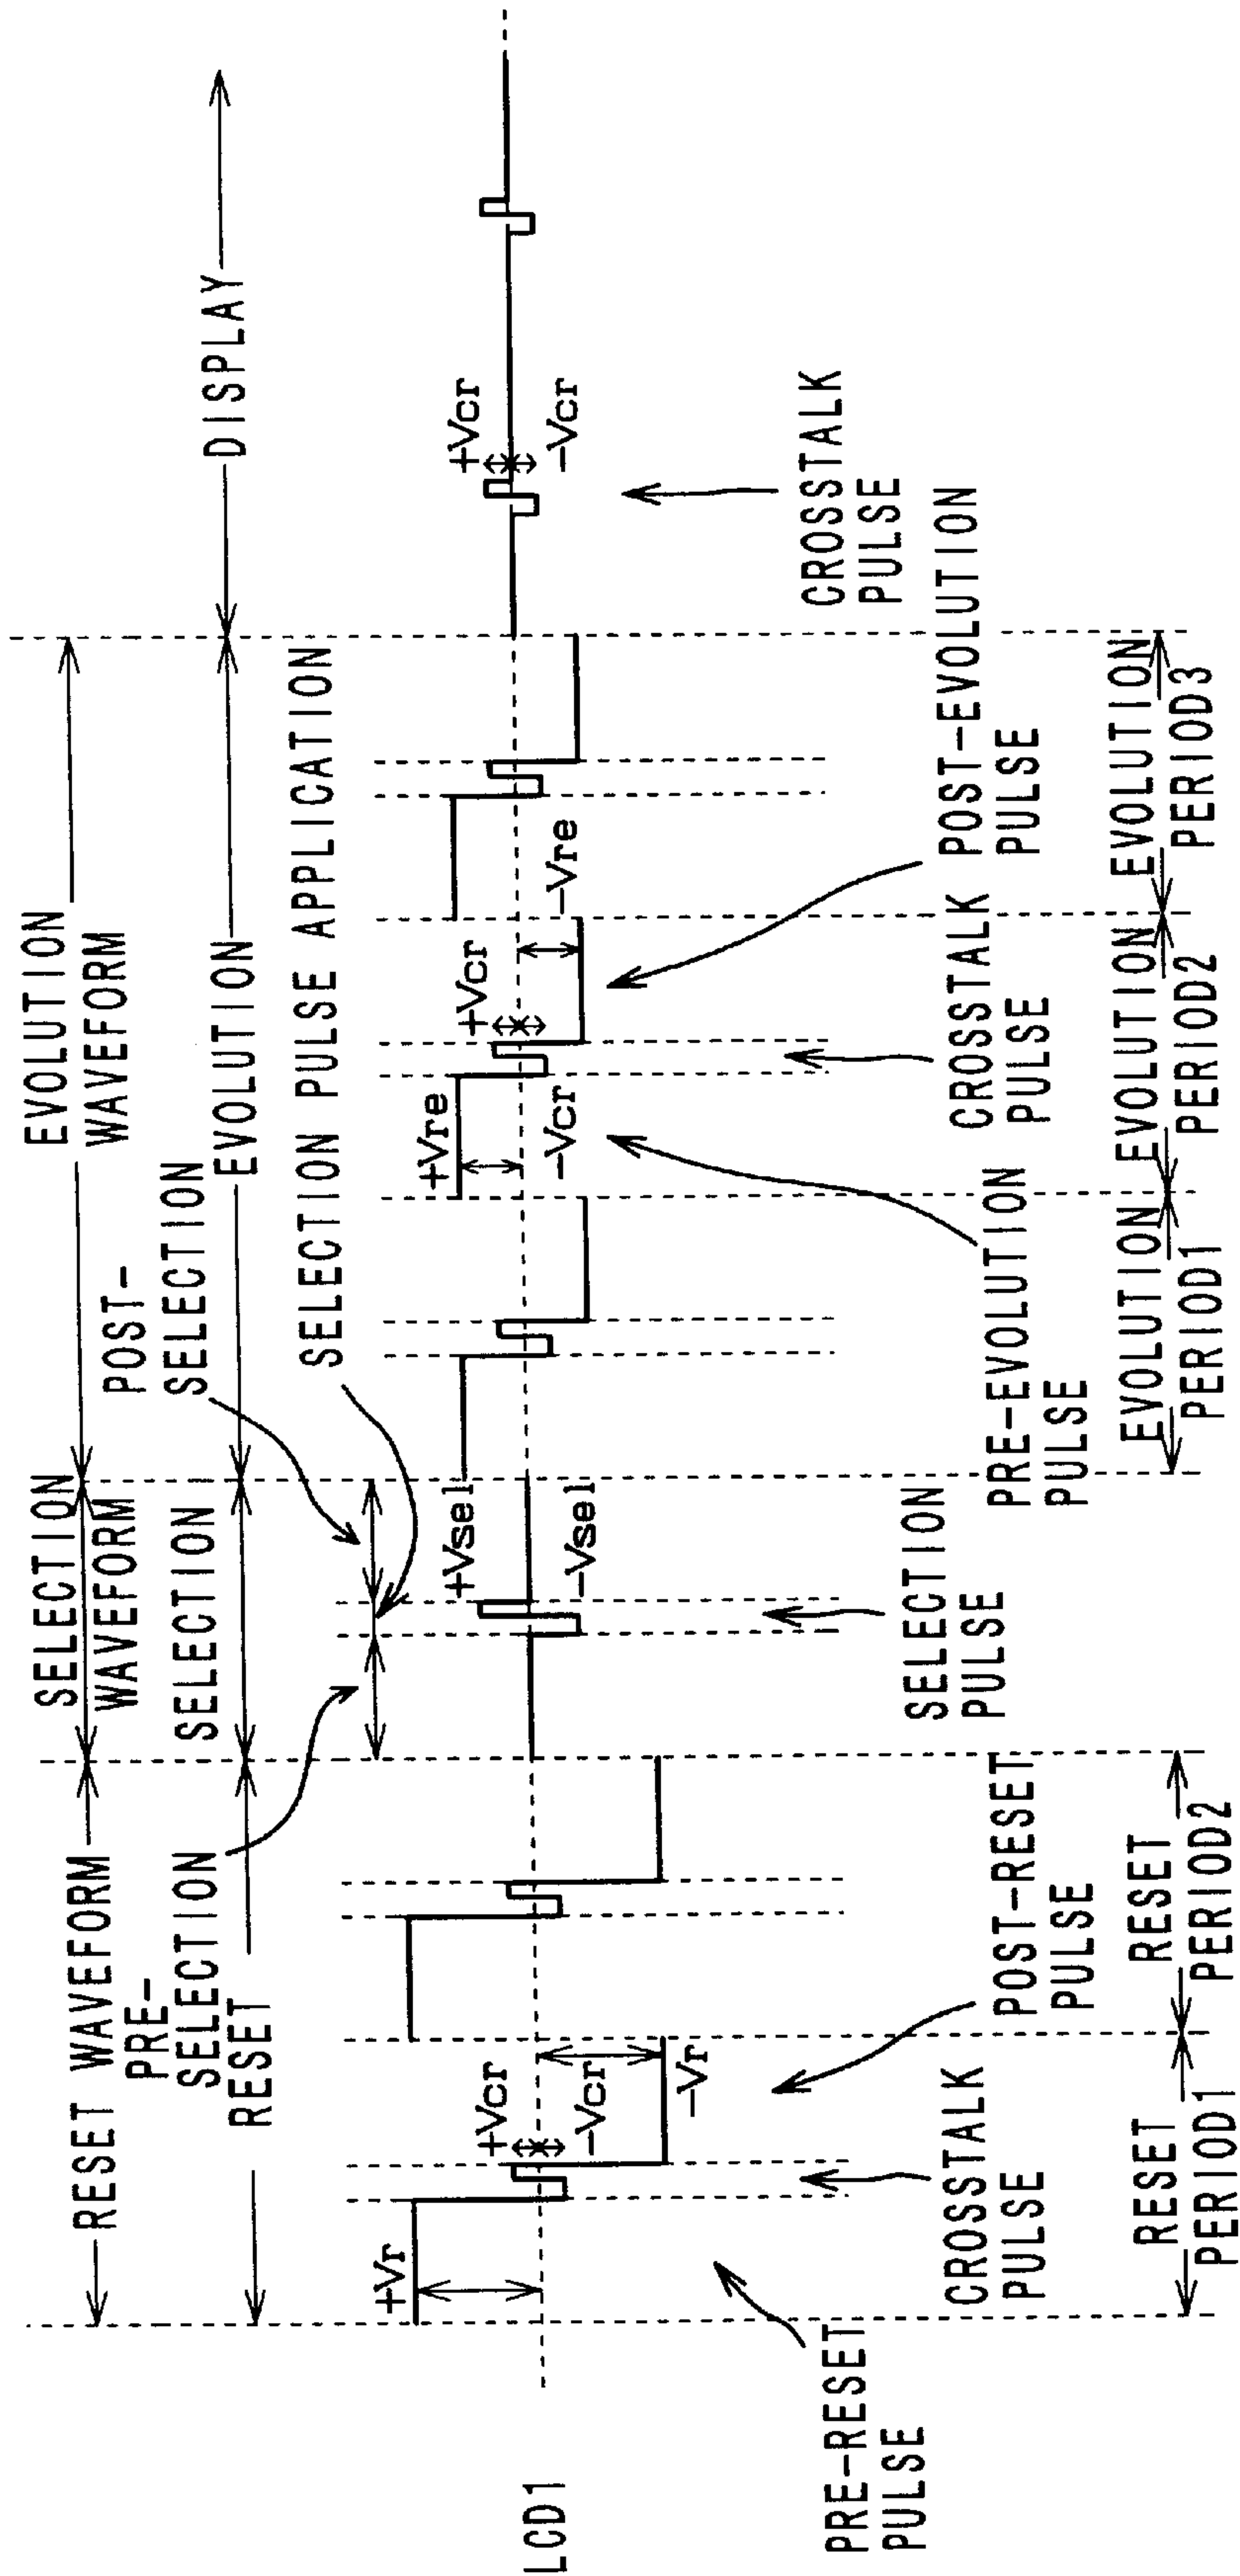 RESET WAVEFORM
SELECTION
WAVEFORM
EVOLUTION
WAVEFORM
RESET
SELECTION
EVOLUTION
DISPLAY
PRE-
SELECTION
POST-
SELECTION
SELECTION PULSE APPLICATION
LCD1
+Vr
+Vcr
-Vcr
-Vr
+Vsel
-Vsel
+Vre
-Vcr
+Vcr
-Vre
+Vcr
-Vcr
PRE-RESET
PULSE
CROSSTALK
PULSE
POST-RESET
PULSE
SELECTION
PULSE
PRE-EVOLUTION
PULSE
CROSSTALK
PULSE
POST-EVOLUTION
PULSE
CROSSTALK
PULSE
RESET
PERIOD1
RESET
PERIOD2
EVOLUTION
PERIOD1
EVOLUTION
PERIOD2
EVOLUTION
PERIOD3